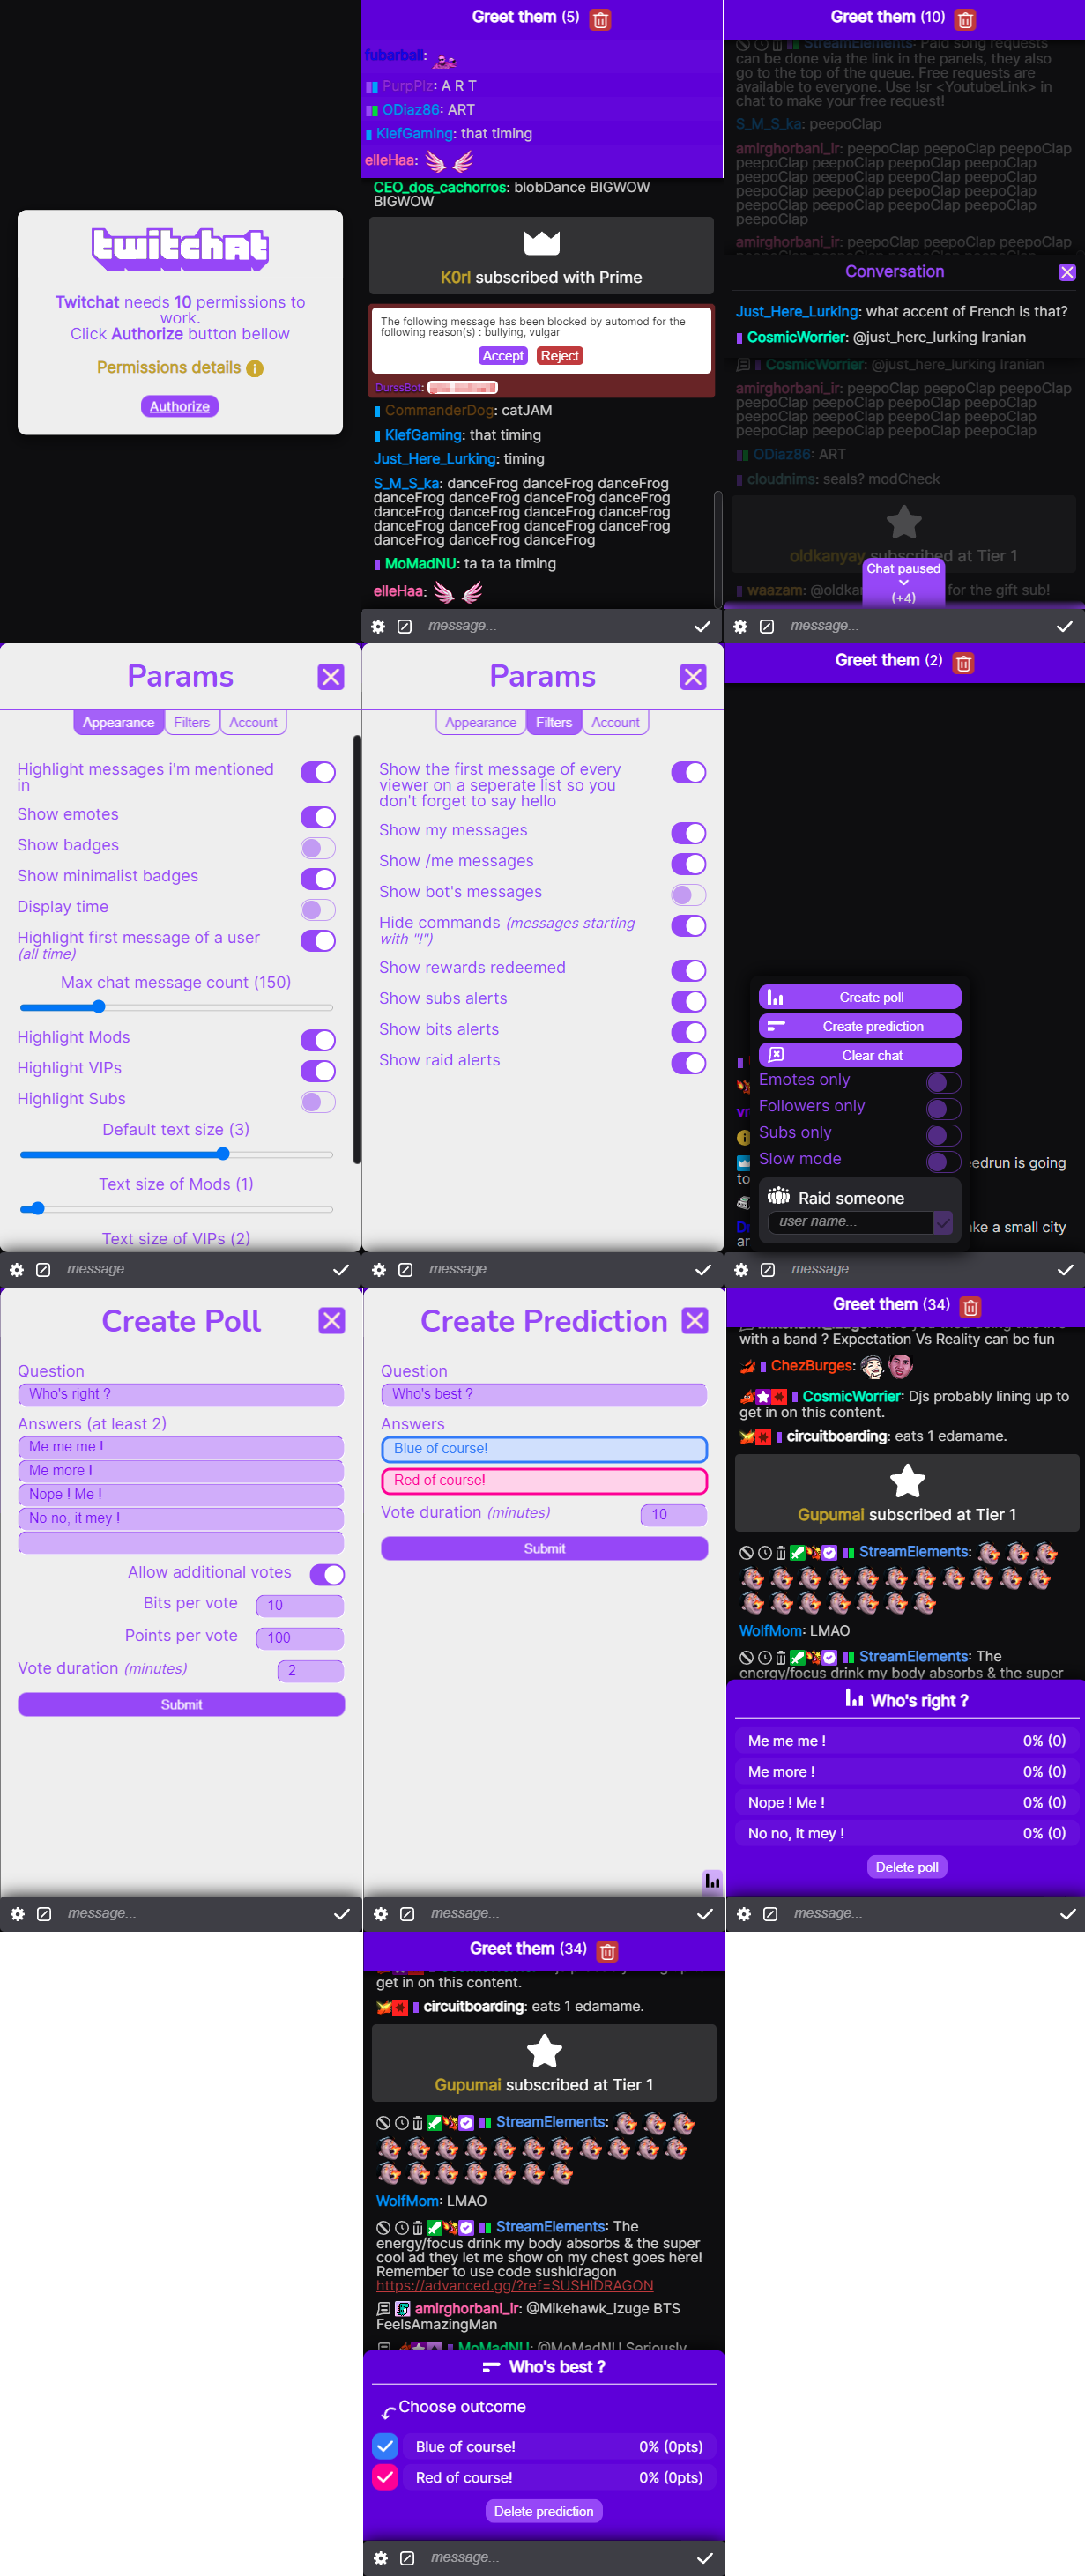 twitchat
Twitchat needs 10 permissions to
work.
Click Authorize button bellow
Permissions details
Authorize
Greet them (5)
fubarball:
PurpPlz: A R T
ODiaz86: ART
KlefGaming: that timing
elleHaa:
CEO_dos_cachorros: blobDance BIGWOW
BIGWOW
K0rl subscribed with Prime
The following message has been blocked by automod for the
following reason(s) : bullying, vulgar
Accept Reject
DurssBot:
CommanderDog: catJAM
KlefGaming: that timing
Just_Here_Lurking: timing
S_M_S_ka: danceFrog danceFrog danceFrog
danceFrog danceFrog danceFrog danceFrog
danceFrog danceFrog danceFrog danceFrog
danceFrog danceFrog danceFrog danceFrog
danceFrog danceFrog danceFrog
MoMadNU: ta ta ta timing
elleHaa:
message...
Greet them (10)
StreamElements: Paid song requests
can be done via the link in the panels, they also
go to the top of the queue. Free requests are
available to everyone. Use !sr <YoutubeLink> in
chat to make your free request!
S_M_S_ka: peepoClap
amirghorbani_ir: peepoClap peepoClap peepoClap
peepoClap peepoClap peepoClap peepoClap
peepoClap peepoClap peepoClap peepoClap
peepoClap peepoClap peepoClap peepoClap
peepoClap peepoClap peepoClap peepoClap
peepoClap
amirghorbani_ir: peepoClap peepoClap peepoClap
Conversation
Just_Here_Lurking: what accent of French is that?
CosmicWorrier: @just_here_lurking Iranian
CosmicWorrier: @just_here_lurking Iranian
amirghorbani_ir: peepoClap peepoClap peepoClap
peepoClap peepoClap peepoClap peepoClap
peepoClap peepoClap peepoClap peepoClap
peepoClap peepoClap peepoClap peepoClap
ODiaz86: ART
cloudnims: seals? modCheck
oldkanyay subscribed at Tier 1
Chat paused
(+4)
waazam: @oldkan for the gift sub!
message...
Params
Appearance Filters Account
Highlight messages i'm mentioned
in
Show emotes
Show badges
Show minimalist badges
Display time
Highlight first message of a user
(all time)
Max chat message count (150)
Highlight Mods
Highlight VIPs
Highlight Subs
Default text size (3)
Text size of Mods (1)
Text size of VIPs (2)
message...
Params
Appearance Filters Account
Show the first message of every
viewer on a seperate list so you
don't forget to say hello
Show my messages
Show /me messages
Show bot's messages
Hide commands (messages starting
with "!")
Show rewards redeemed
Show subs alerts
Show bits alerts
Show raid alerts
message...
Greet them (2)
Create poll
Create prediction
Clear chat
Emotes only
Followers only
Subs only
Slow mode
edrun is going
to
Raid someone
user name...
ke a small city
message...
Create Poll
Question
Who's right ?
Answers (at least 2)
Me me me !
Me more !
Nope ! Me !
No no, it mey !
Allow additional votes
Bits per vote 10
Points per vote 100
Vote duration (minutes) 2
Submit
message...
Create Prediction
Question
Who's best ?
Answers
Blue of course!
Red of course!
Vote duration (minutes) 10
Submit
message...
Greet them (34)
with a band ? Expectation Vs Reality can be fun
ChezBurges:
CosmicWorrier: Djs probably lining up to
get in on this content.
circuitboarding: eats 1 edamame.
Gupumai subscribed at Tier 1
StreamElements:
WolfMom: LMAO
StreamElements: The
energy/focus drink my body absorbs & the super
Who's right ?
Me me me ! 0% (0)
Me more ! 0% (0)
Nope ! Me ! 0% (0)
No no, it mey ! 0% (0)
Delete poll
message...
Greet them (34)
get in on this content.
circuitboarding: eats 1 edamame.
Gupumai subscribed at Tier 1
StreamElements:
WolfMom: LMAO
StreamElements: The
energy/focus drink my body absorbs & the super
cool ad they let me show on my chest goes here!
Remember to use code sushidragon
https://advanced.gg/?ref=SUSHIDRAGON
amirghorbani_ir: @Mikehawk_izuge BTS
FeelsAmazingMan
MoMadNU: @MoMadNU Seriously
Who's best ?
Choose outcome
Blue of course! 0% (0pts)
Red of course! 0% (0pts)
Delete prediction
message...